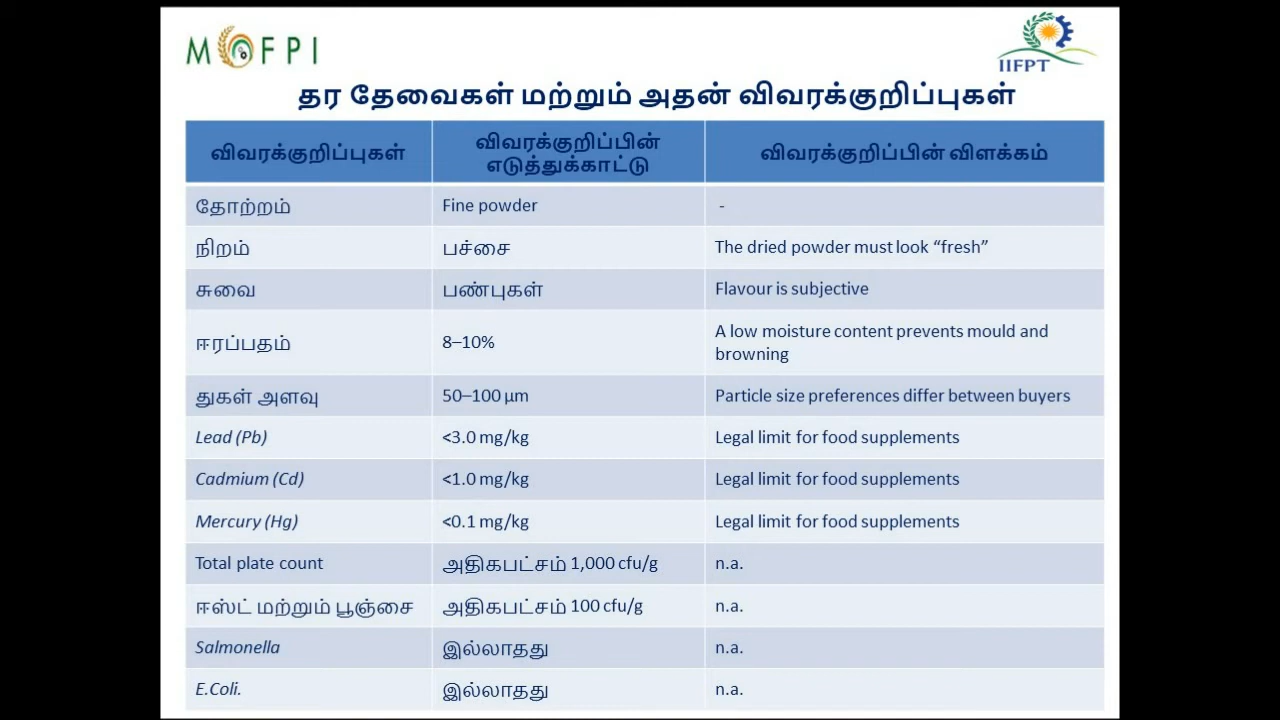 MOFPI
IIFPT
தர தேவைகள் மற்றும் அதன் விவரக்குறிப்புகள்
விவரக்குறிப்புகள் விவரக்குறிப்பின் எடுத்துக்காட்டு விவரக்குறிப்பின் விளக்கம்
தோற்றம் Fine powder -
நிறம் பச்சை The dried powder must look “fresh”
சுவை பண்புகள் Flavour is subjective
ஈரப்பதம் 8–10% A low moisture content prevents mould and
browning
துகள் அளவு 50–100 µm Particle size preferences differ between buyers
Lead (Pb) <3.0 mg/kg Legal limit for food supplements
Cadmium (Cd) <1.0 mg/kg Legal limit for food supplements
Mercury (Hg) <0.1 mg/kg Legal limit for food supplements
Total plate count அதிகபட்சம் 1,000 cfu/g n.a.
ஈஸ்ட் மற்றும் பூஞ்சை அதிகபட்சம் 100 cfu/g n.a.
Salmonella இல்லாதது n.a.
E.Coli. இல்லாதது n.a.